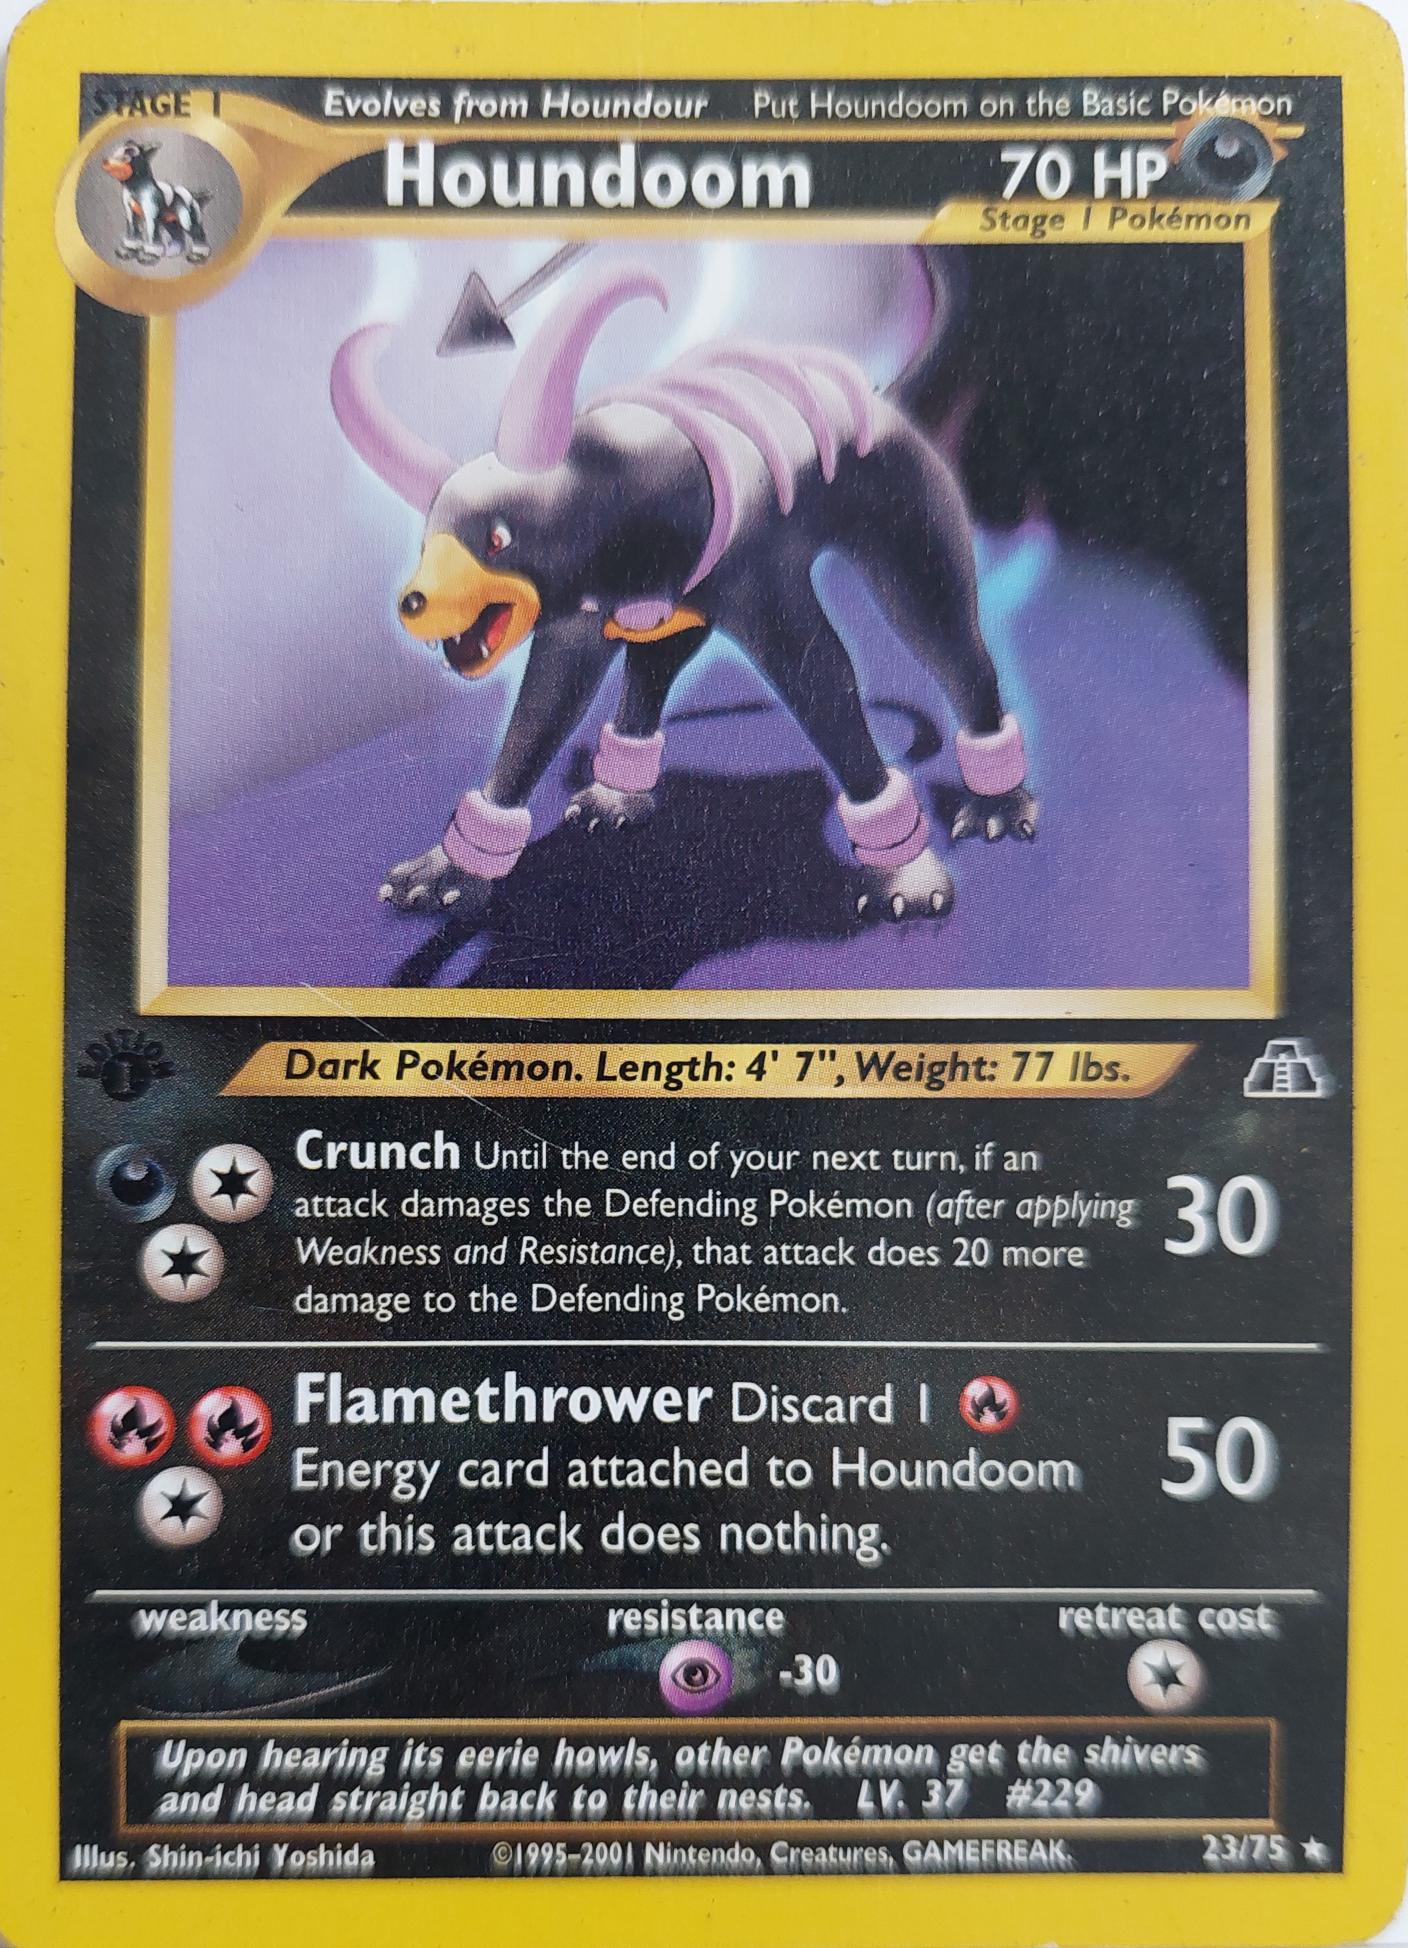 STAGE 1
Evolves from Houndour Put Houndoom on the Basic Pokémon
Houndoom 70 HP
Stage 1 Pokémon
EDITION
1
Dark Pokémon. Length: 4' 7", Weight: 77 lbs.
Crunch Until the end of your next turn, if an
attack damages the Defending Pokémon (after applying
Weakness and Resistance), that attack does 20 more
damage to the Defending Pokémon.
30
Flamethrower Discard 1
Energy card attached to Houndoom
or this attack does nothing.
50
weakness resistance retreat cost
-30
Upon hearing its eerie howls, other Pokémon get the shivers
and head straight back to their nests. LV. 37 #229
Illus. Shin-ichi Yoshida ©1995-2001 Nintendo, Creatures, GAMEFREAK. 23/75 ★